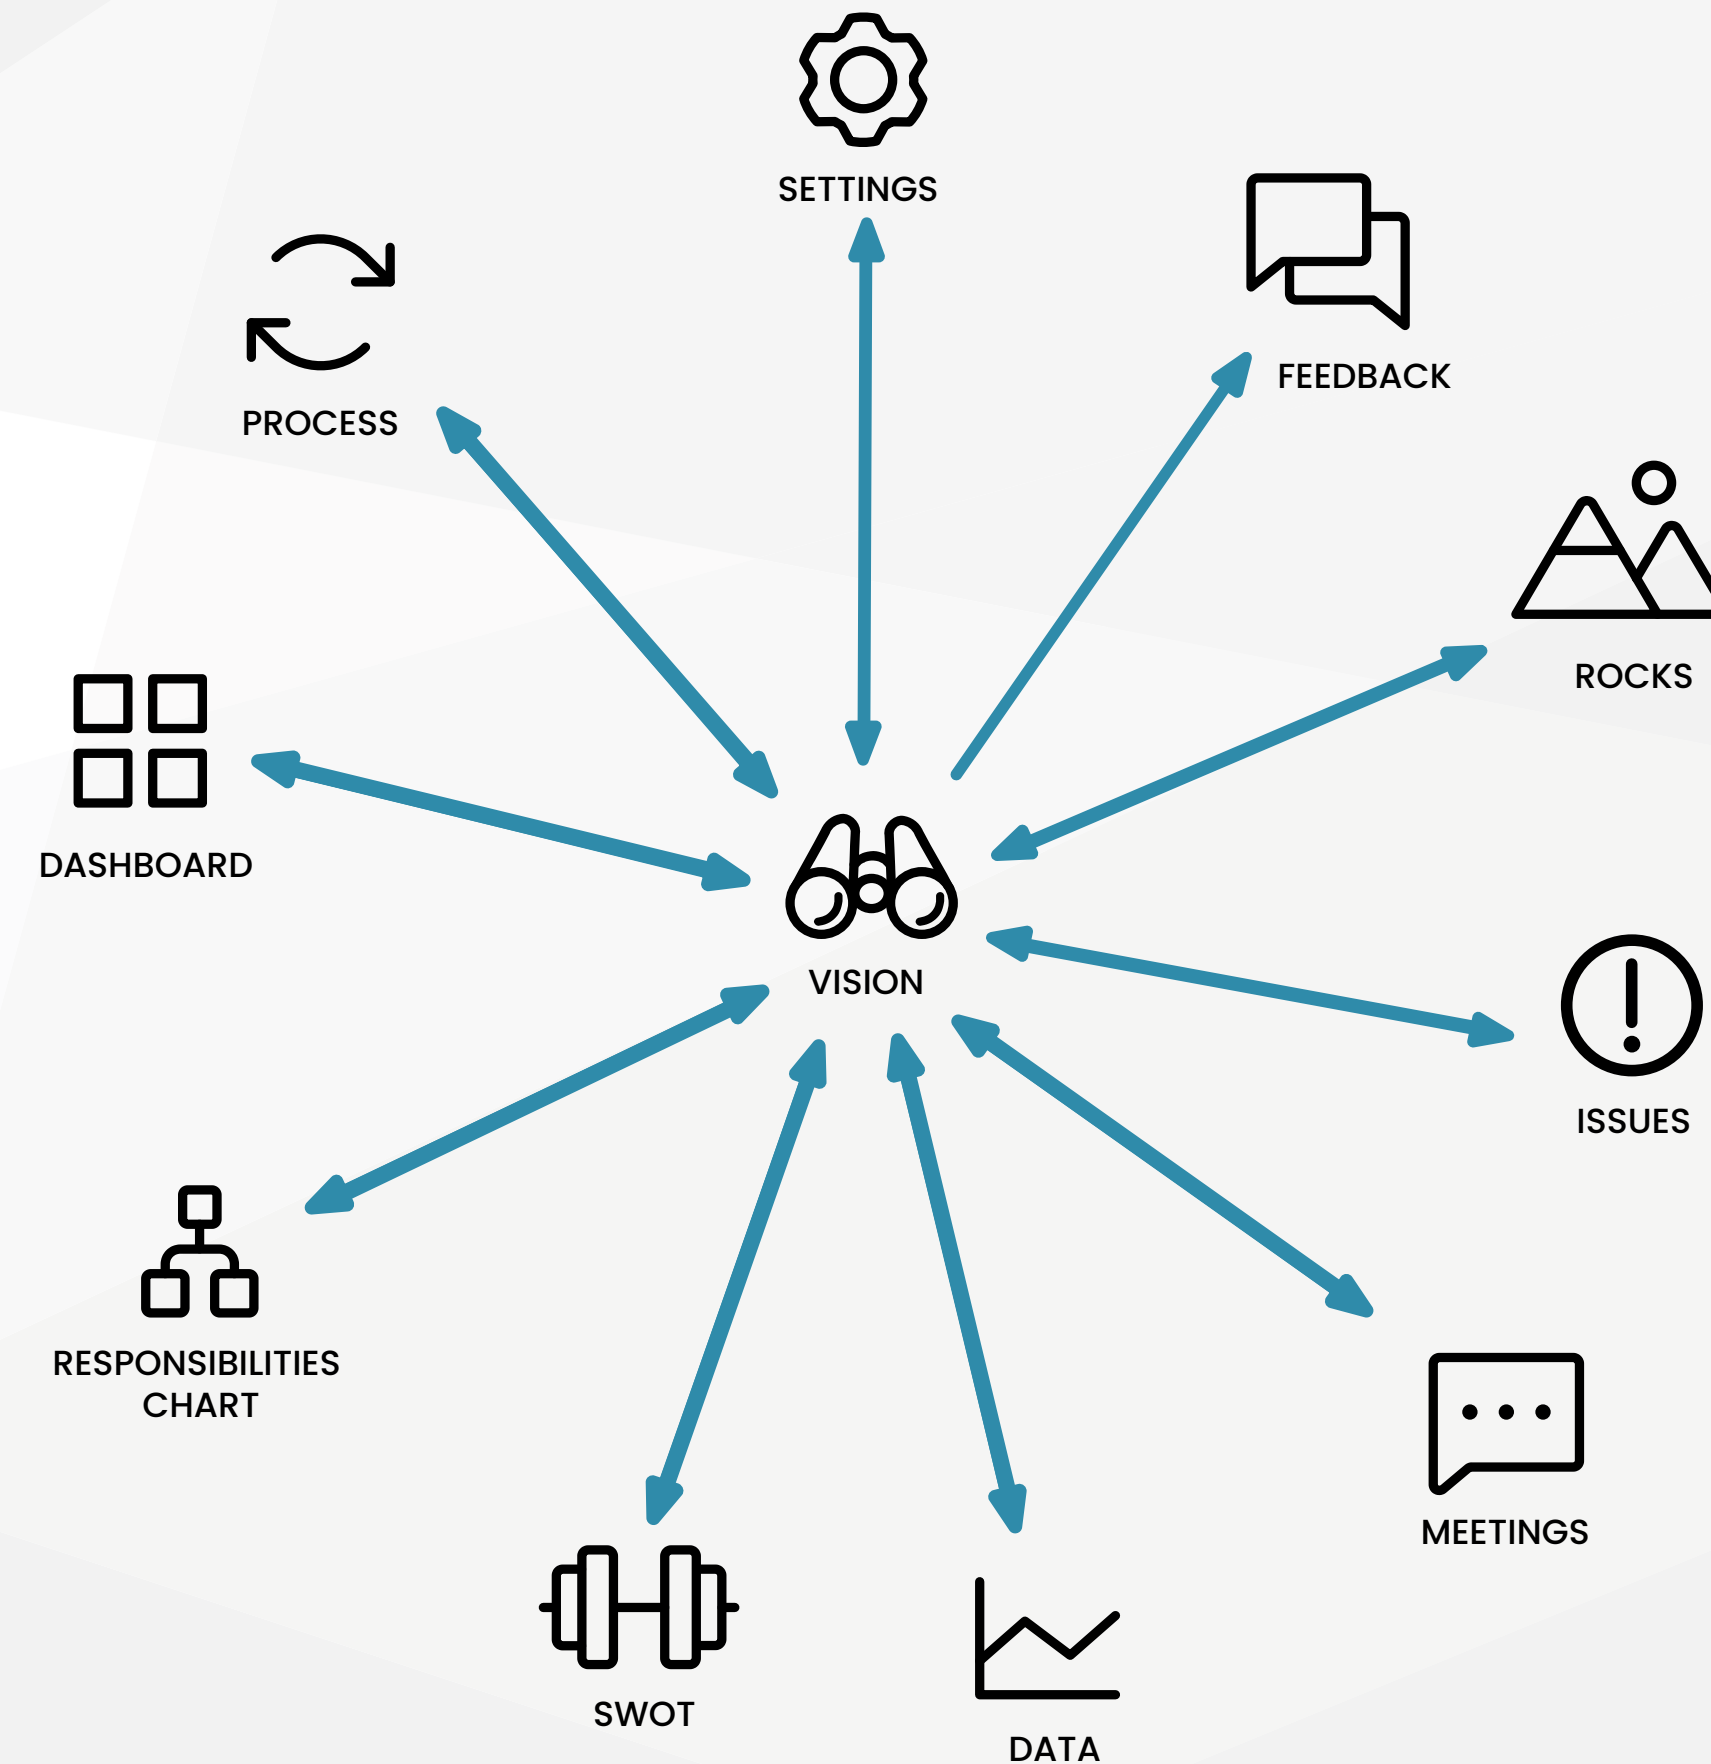 SETTINGS
FEEDBACK
PROCESS
ROCKS
DASHBOARD
VISION
ISSUES
RESPONSIBILITIES
CHART
MEETINGS
SWOT
DATA